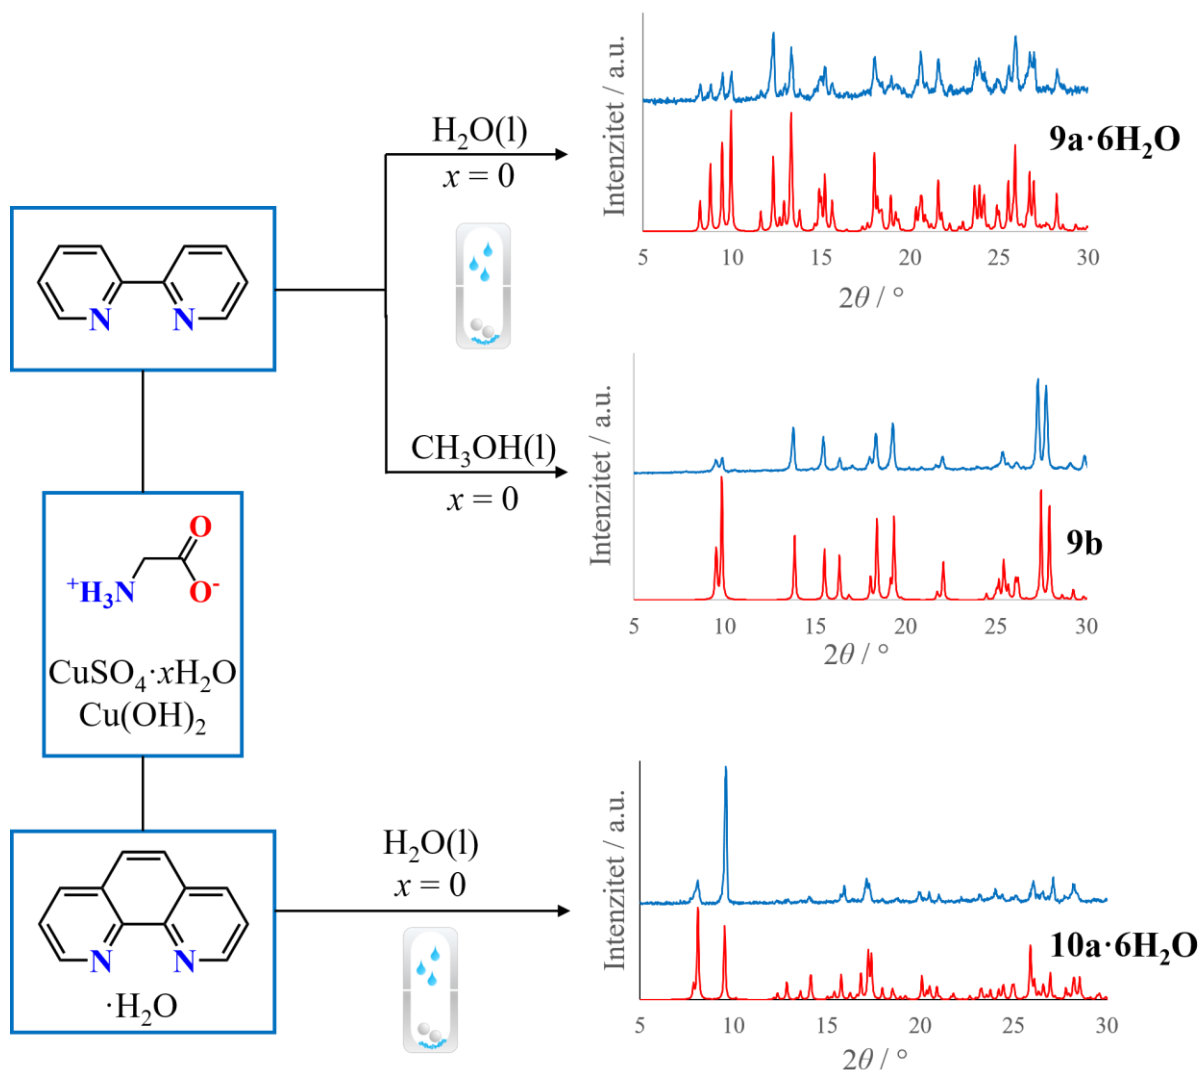 H₂O(l)
x = 0
Intenzitet / a.u.
9a·6H₂O
5 10 15 20 25 30
2θ / °
N N
CH₃OH(l)
x = 0
Intenzitet / a.u.
9b
5 10 15 20 25 30
2θ / °
O
⁺H₃N O⁻
CuSO₄·xH₂O
Cu(OH)₂
N N
·H₂O
H₂O(l)
x = 0
Intenzitet / a.u.
10a·6H₂O
5 10 15 20 25 30
2θ / °